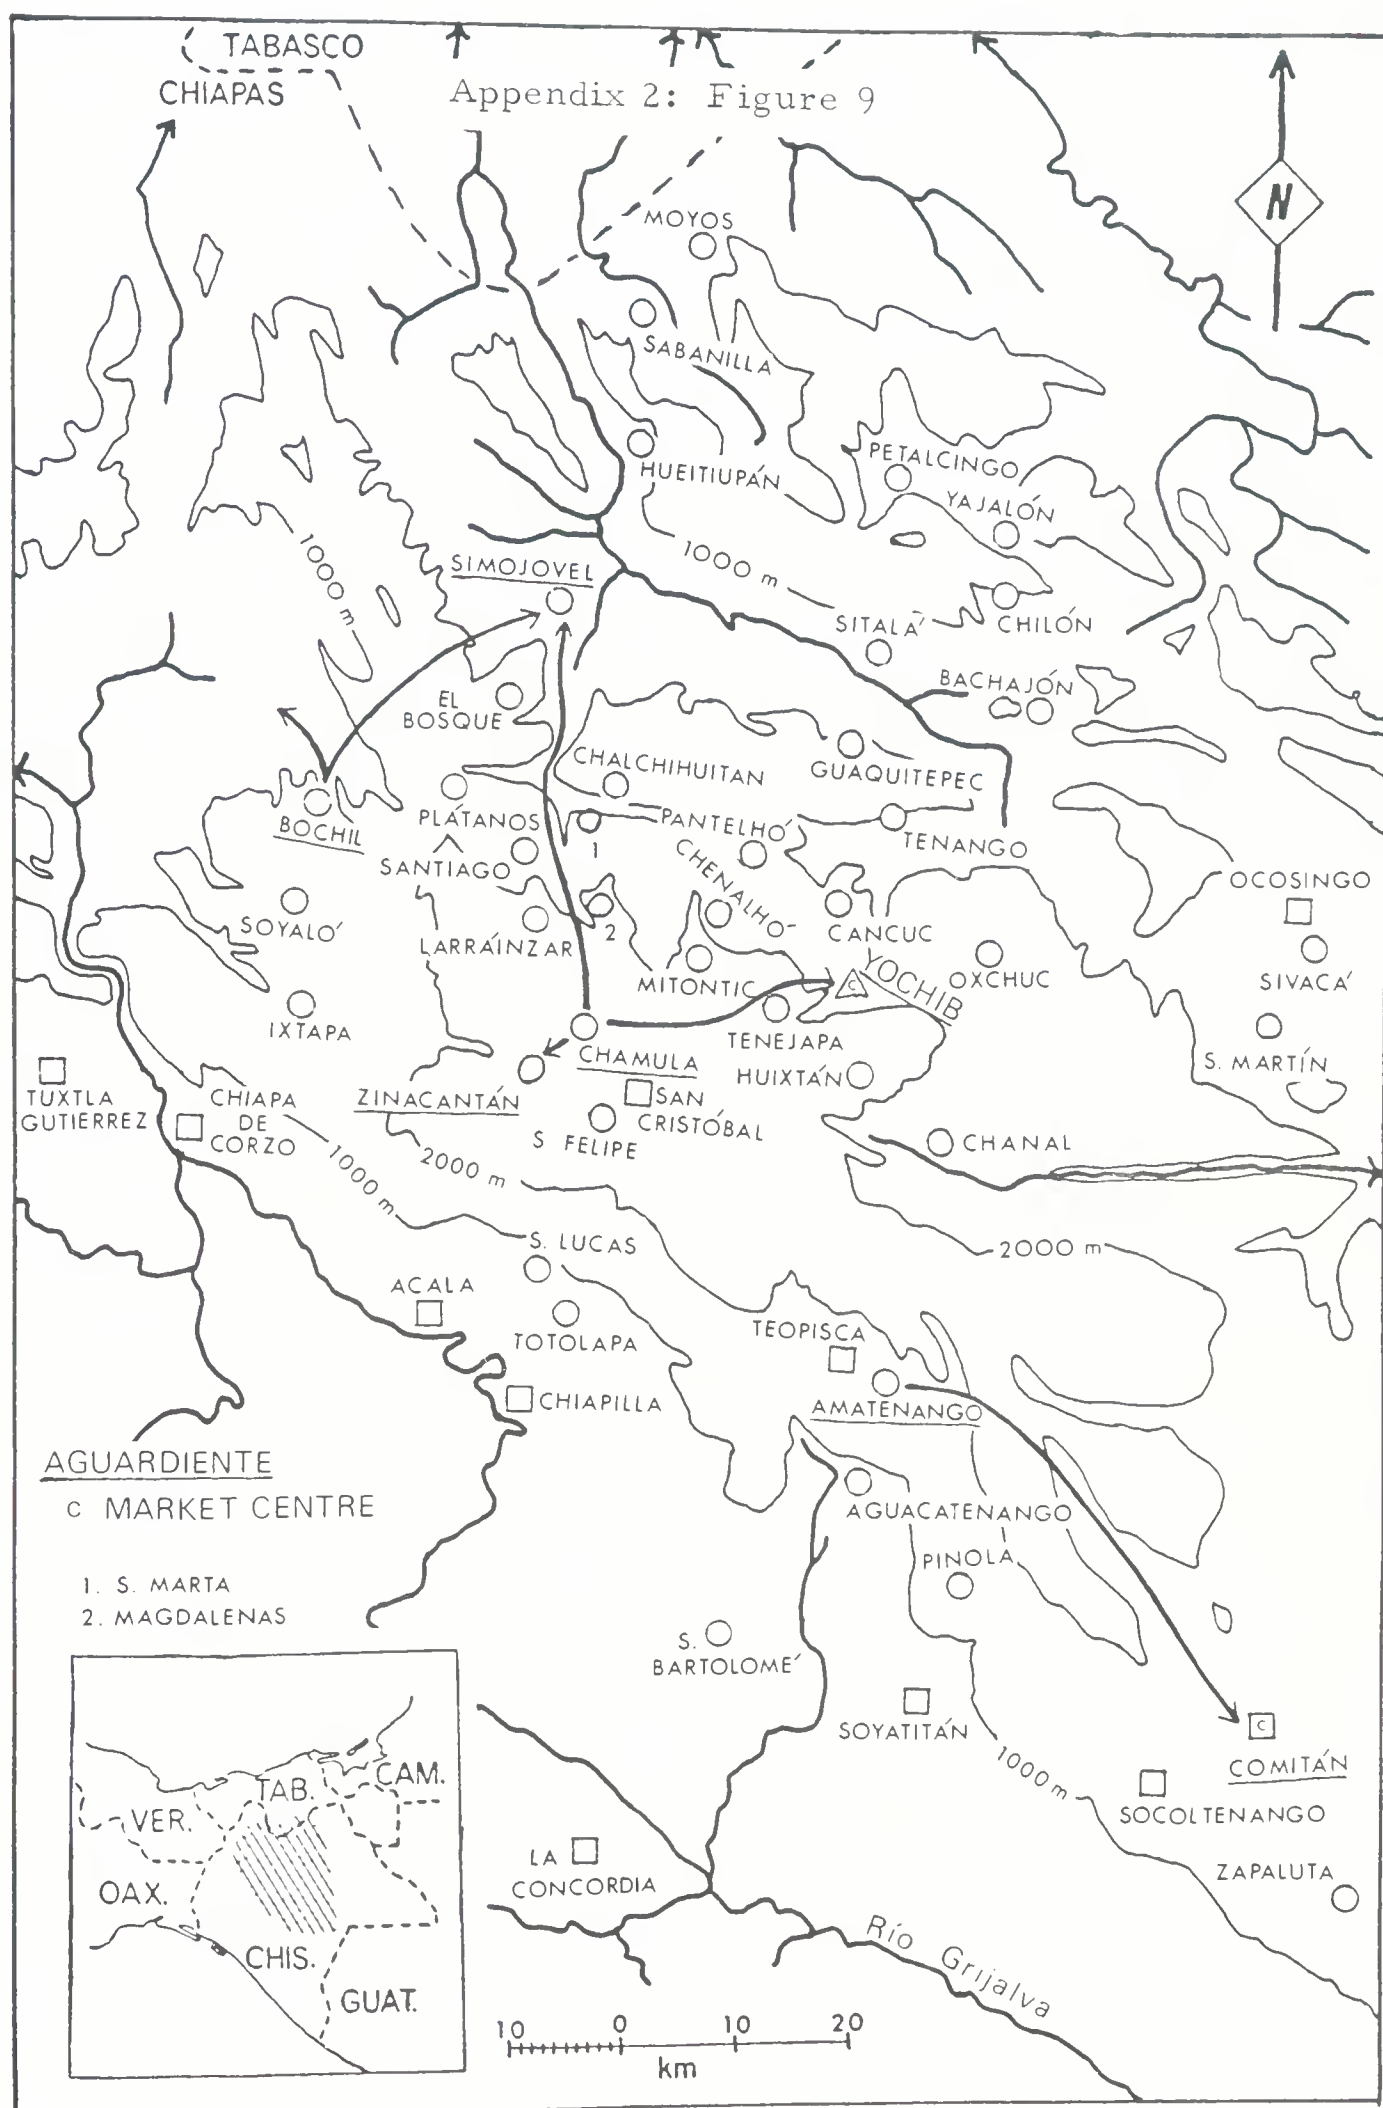 TABASCO
CHIAPAS
Appendix 2: Figure 9
N
MOYOS
SABANILLA
HUEITIUPÁN
PETALCINGO
YAJALÓN
1000 m
1000 m
SIMOJOVEL
CHILÓN
SITALÁ
BACHAJÓN
EL
BOSQUE
CHALCHIHUITAN
GUAQUITEPEC
BOCHIL
PLÁTANOS
1
PANTELHÓ
TENANGO
SANTIAGO
CHENALHÓ
OCOSINGO
SOYALÓ
LARRÁINZAR
2
CANCUC
MITONTIC
C
YOCHIB
OXCHUC
SIVACÁ
IXTAPA
TENEJAPA
CHAMULA
HUIXTÁN
S. MARTÍN
TUXTLA
GUTIÉRREZ
CHIAPA
DE
CORZO
ZINACANTÁN
SAN
CRISTÓBAL
S FELIPE
CHANAL
1000 m
2000 m
2000 m
S. LUCAS
ACALA
TOTOLAPA
TEOPISCA
CHIAPILLA
AMATENANGO
AGUARDIENTE
C MARKET CENTRE
AGUACATENANGO
PINOLA
1. S. MARTA
2. MAGDALENAS
S.
BARTOLOMÉ
SOYATITÁN
C
COMITÁN
1000 m
SOCOLTENANGO
LA
CONCORDIA
ZAPALUTA
Río Grijalva
CAM.
TAB.
VER.
OAX.
CHIS.
GUAT.
10 0 10 20
km